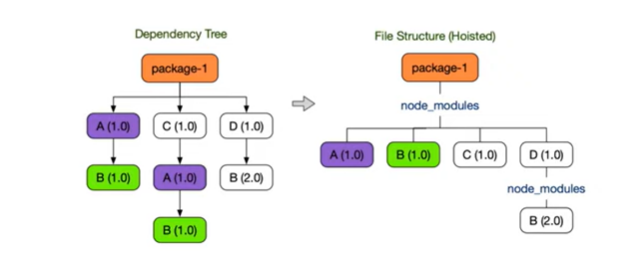 Dependency Tree
package-1
A (1.0)
C (1.0)
D (1.0)
B (1.0)
A (1.0)
B (2.0)
B (1.0)
File Structure (Hoisted)
package-1
node_modules
A (1.0)
B (1.0)
C (1.0)
D (1.0)
node_modules
B (2.0)